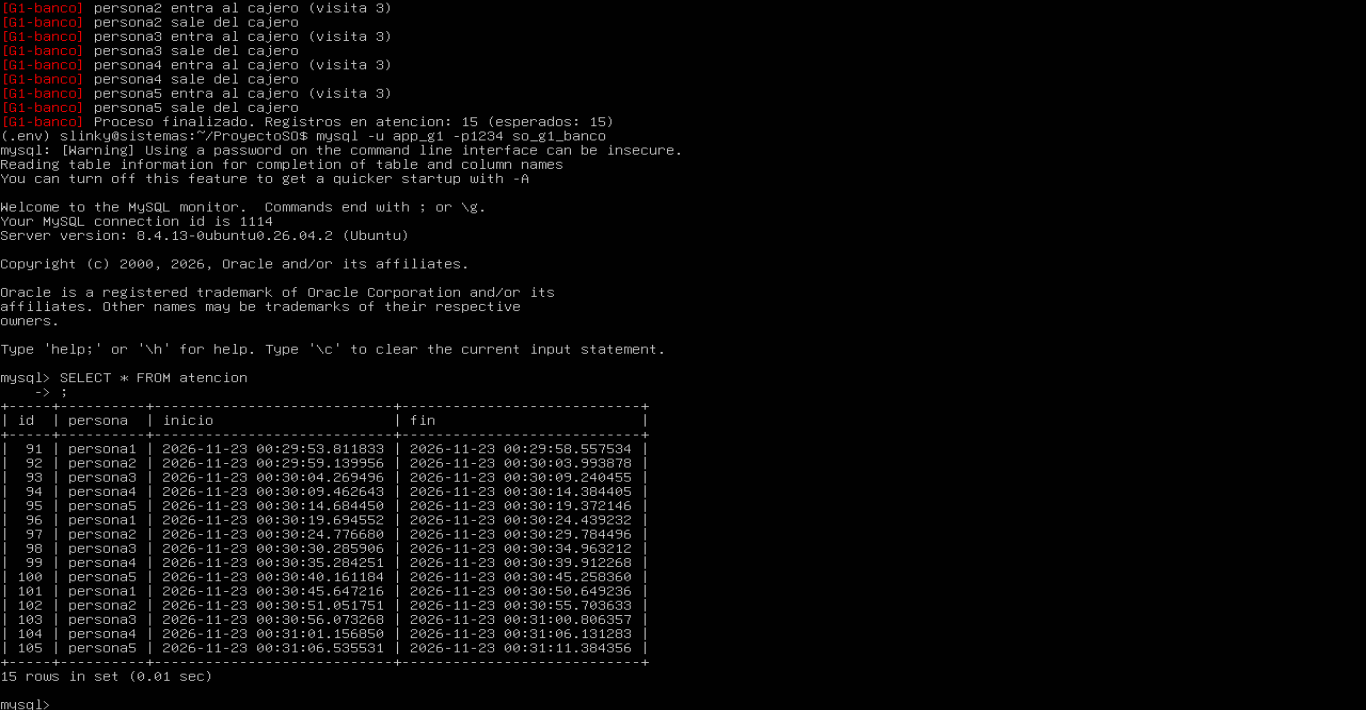 [G1-banco] persona2 entra al cajero (visita 3)
[G1-banco] persona2 sale del cajero
[G1-banco] persona3 entra al cajero (visita 3)
[G1-banco] persona3 sale del cajero
[G1-banco] persona4 entra al cajero (visita 3)
[G1-banco] persona4 sale del cajero
[G1-banco] persona5 entra al cajero (visita 3)
[G1-banco] persona5 sale del cajero
[G1-banco] Proceso finalizado. Registros en atencion: 15 (esperados: 15)
(.env) slinky@sistemas:~/ProyectoSO$ mysql -u app_g1 -p1234 so_g1_banco
mysql: [Warning] Using a password on the command line interface can be insecure.
Reading table information for completion of table and column names
You can turn off this feature to get a quicker startup with -A

Welcome to the MySQL monitor.  Commands end with ; or \g.
Your MySQL connection id is 1114
Server version: 8.4.13-0ubuntu0.26.04.2 (Ubuntu)

Copyright (c) 2000, 2026, Oracle and/or its affiliates.

Oracle is a registered trademark of Oracle Corporation and/or its
affiliates. Other names may be trademarks of their respective
owners.

Type 'help;' or '\h' for help. Type '\c' to clear the current input statement.

mysql> SELECT * FROM atencion
    -> ;
+-----+----------+----------------------------+----------------------------+
| id  | persona  | inicio                     | fin                        |
+-----+----------+----------------------------+----------------------------+
|  91 | persona1 | 2026-11-23 00:29:53.811833 | 2026-11-23 00:29:58.557534 |
|  92 | persona2 | 2026-11-23 00:29:59.139956 | 2026-11-23 00:30:03.993878 |
|  93 | persona3 | 2026-11-23 00:30:04.269496 | 2026-11-23 00:30:09.240455 |
|  94 | persona4 | 2026-11-23 00:30:09.462643 | 2026-11-23 00:30:14.384405 |
|  95 | persona5 | 2026-11-23 00:30:14.684450 | 2026-11-23 00:30:19.372146 |
|  96 | persona1 | 2026-11-23 00:30:19.694552 | 2026-11-23 00:30:24.439232 |
|  97 | persona2 | 2026-11-23 00:30:24.776680 | 2026-11-23 00:30:29.784496 |
|  98 | persona3 | 2026-11-23 00:30:30.285906 | 2026-11-23 00:30:34.963212 |
|  99 | persona4 | 2026-11-23 00:30:35.284251 | 2026-11-23 00:30:39.912268 |
| 100 | persona5 | 2026-11-23 00:30:40.161184 | 2026-11-23 00:30:45.258360 |
| 101 | persona1 | 2026-11-23 00:30:45.647216 | 2026-11-23 00:30:50.649236 |
| 102 | persona2 | 2026-11-23 00:30:51.051751 | 2026-11-23 00:30:55.703633 |
| 103 | persona3 | 2026-11-23 00:30:56.073268 | 2026-11-23 00:31:00.806357 |
| 104 | persona4 | 2026-11-23 00:31:01.156850 | 2026-11-23 00:31:06.131283 |
| 105 | persona5 | 2026-11-23 00:31:06.535531 | 2026-11-23 00:31:11.384356 |
+-----+----------+----------------------------+----------------------------+
15 rows in set (0.01 sec)

mysql>